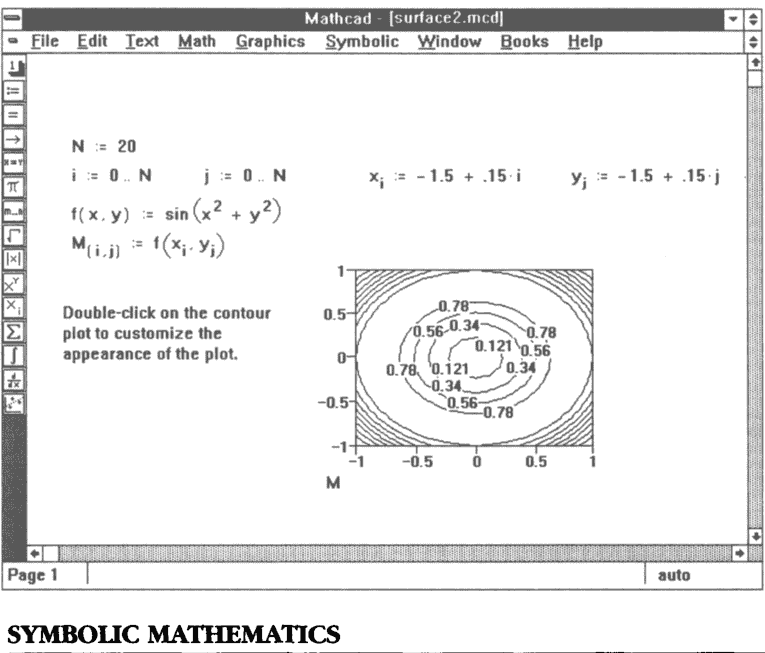 Mathcad - [surface2.mcd]
File Edit Text Math Graphics Symbolic Window Books Help
N := 20
i := 0 .. N j := 0 .. N x_i := - 1.5 + .15·i y_j := - 1.5 + .15·j
f(x, y) := sin(x^2 + y^2)
M_(i,j) := f(x_i, y_j)
Double-click on the contour
plot to customize the
appearance of the plot.
1
0.5
0
−0.5
−1
0.78
0.56 0.34 0.78
0.121 0.56
0.78 0.121 0.34
0.34
0.56 0.78
−1 −0.5 0 0.5 1
M
Page 1 auto
SYMBOLIC MATHEMATICS